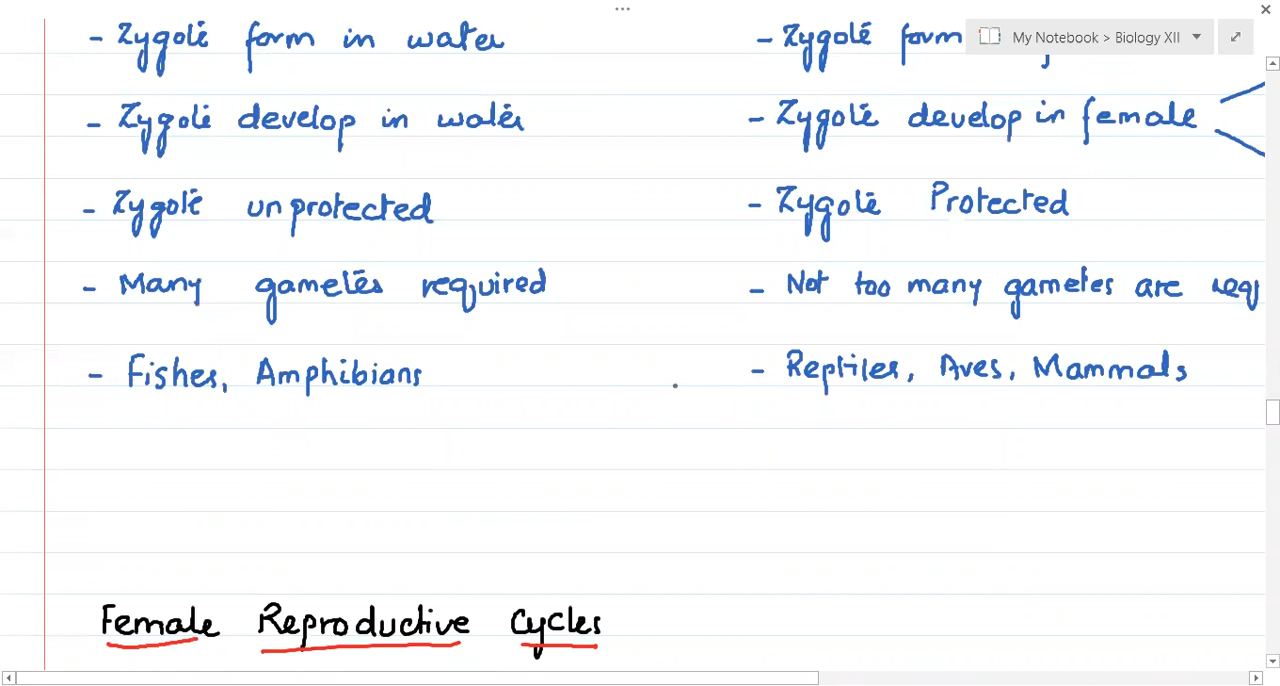 - Zygote form in water
- Zygote form
My Notebook > Biology XII
- Zygote develop in water
- Zygote develop in female
- Zygote unprotected
- Zygote Protected
- Many gametes required
- Not too many gametes are req
- Fishes, Amphibians
- Reptiles, Aves, Mammals
Female Reproductive Cycles